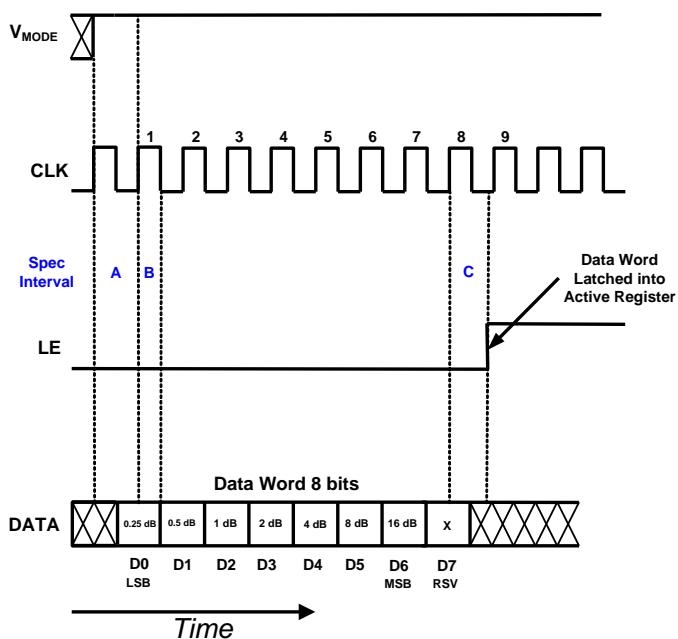 VMODE
1 2 3 4 5 6 7 8 9
CLK
Spec
Interval
A B C
Data Word
Latched into
Active Register
LE
Data Word 8 bits
DATA
0.25 dB 0.5 dB 1 dB 2 dB 4 dB 8 dB 16 dB X
D0 D1 D2 D3 D4 D5 D6 D7
LSB MSB RSV
Time